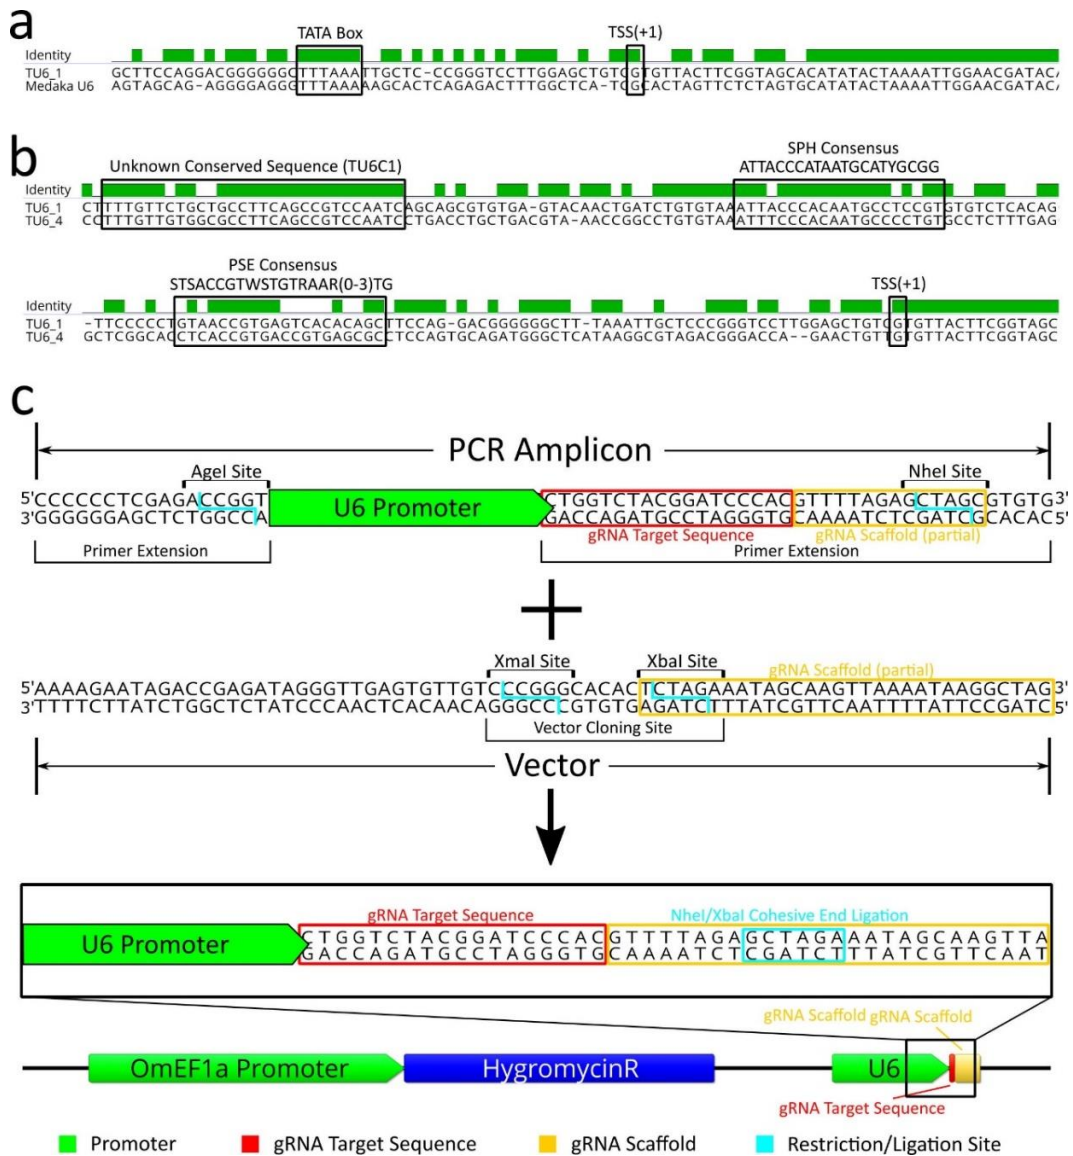 a
TATA Box
TSS(+1)
Identity
TU6_1 GCTTCCAGGACGGGGGGCTTTAAATTGCTC-CCGGGTCCTTGGAGCTGTCGTGTTACTTCGGTAGCACATATACTAAAATTGGAACGATACA
Medaka U6 AGTAGCAG-AGGGGAGGGTTTAAAAAGCACTCAGAGACTTTGGCTCA-TCGCACTAGTTCTCTAGTGCATATACTAAAATTGGAACGATACA
b
Unknown Conserved Sequence (TU6C1)
SPH Consensus
ATTACCCATAATGCATYGCGG
Identity
TU6_1 CTTTTGTTCTGCTGCCTTCAGCCGTCCAATCAGCAGCGTGTGA-GTACAACTGATCTGTGTAAATTACCCACAATGCCTCCGTGTGTCTCACAG
TU6_4 CCTTTGTTGTGGCGCCTTCAGCCGTCCAATCCTGACCTGCTGACGTA-AACCGGCCTGTGTAAATTTCCCACAATGCCCCTGTGCCTCTTTGAG
PSE Consensus
STSACCGTWSTGTRAAR(0-3)TG
TSS(+1)
Identity
TU6_1 -TTCCCCCTGTAACCGTGAGTCACACAGCTTCCAG-GACGGGGGGCTT-TAAATTGCTCCCGGGTCCTTGGAGCTGTCGTGTTACTTCGGTAGC
TU6_4 GCTCGGCACCTCACCGTGACCGTGAGCGCCTCCAGTGCAGATGGGCTCATAAGGCGTAGACGGGACCA--GAACTGTTGTGTTACTTCGGTAGC
c
PCR Amplicon
AgeI Site
NheI Site
5'CCCCCCTCGAGACCGGT U6 Promoter CTGGTCTACGGATCCCACGTTTTAGAGCTAGCGTGTG3'
3'GGGGGGAGCTCTGGCCA GACCAGATGCCTAGGGTGCAAAATCTCGATCGCACAC5'
gRNA Target Sequence gRNA Scaffold (partial)
Primer Extension Primer Extension
+
XmaI Site XbaI Site gRNA Scaffold (partial)
5'AAAAGAATAGACCGAGATAGGGTTGAGTGTTGTCCCGGGCACACTCTAGAAATAGCAAGTTAAAATAAGGCTAG3'
3'TTTTCTTATCTGGCTCTATCCCAACTCACAACAGGGCCCGTGTGAGATCTTTATCGTTCAATTTTATTCCGATC5'
Vector Cloning Site
Vector
gRNA Target Sequence NheI/XbaI Cohesive End Ligation
U6 Promoter CTGGTCTACGGATCCCACGTTTTAGAGCTAGAAATAGCAAGTTA
GACCAGATGCCTAGGGTGCAAAATCTCGATCTTTATCGTTCAAT
gRNA Scaffold gRNA Scaffold
OmEF1a Promoter HygromycinR U6
gRNA Target Sequence
Promoter gRNA Target Sequence gRNA Scaffold Restriction/Ligation Site